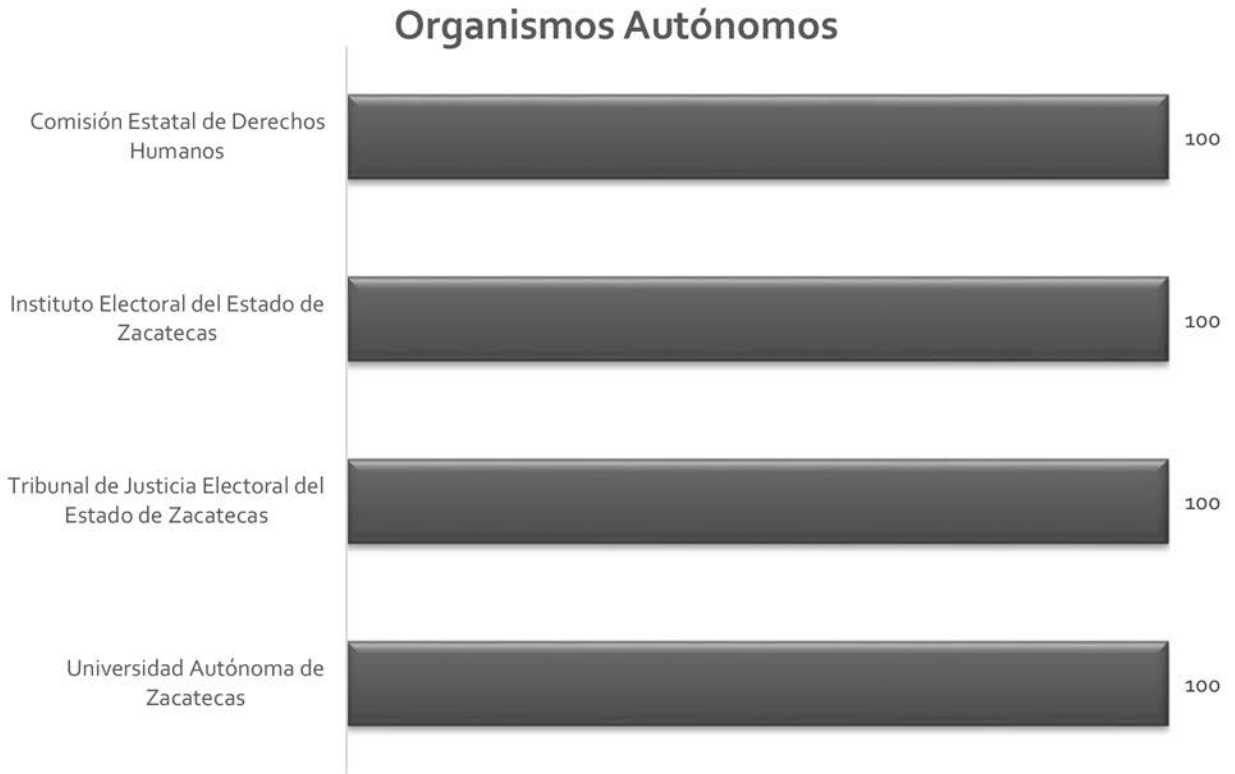 Organismos Autónomos
Comisión Estatal de Derechos
Humanos
100
Instituto Electoral del Estado de
Zacatecas
100
Tribunal de Justicia Electoral del
Estado de Zacatecas
100
Universidad Autónoma de
Zacatecas
100